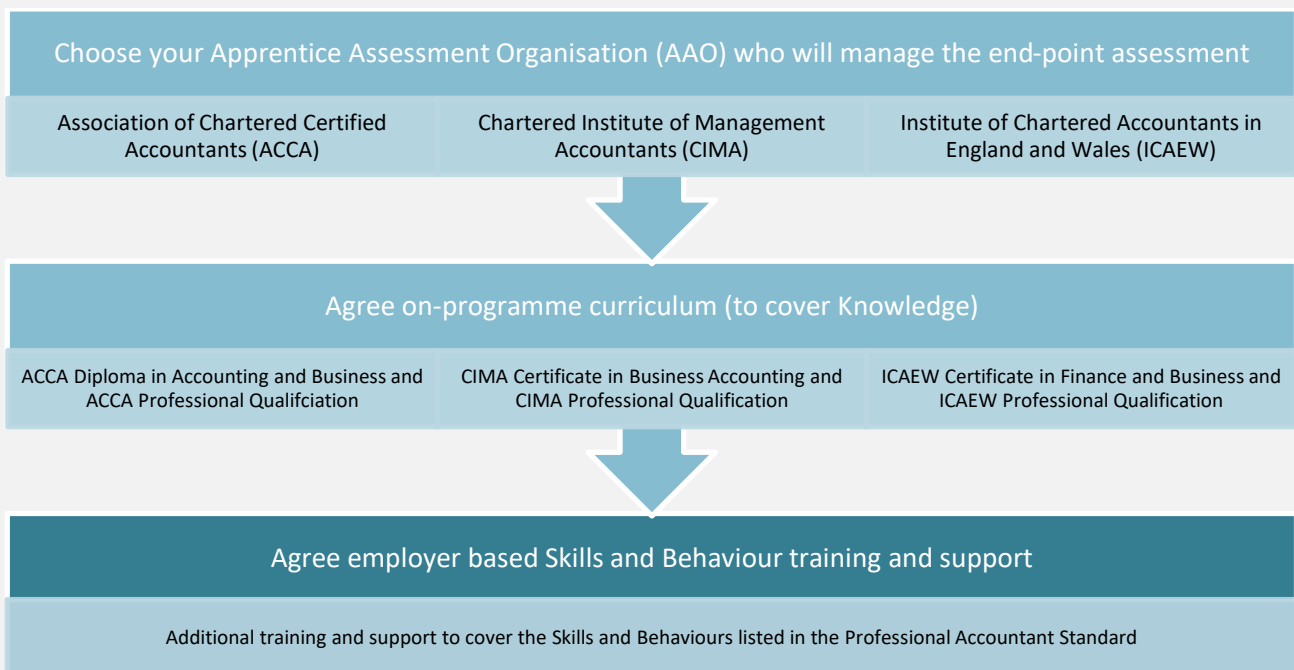 Choose your Apprentice Assessment Organisation (AAO) who will manage the end-point assessment
Association of Chartered Certified
Accountants (ACCA)
Chartered Institute of Management
Accountants (CIMA)
Institute of Chartered Accountants in
England and Wales (ICAEW)
Agree on-programme curriculum (to cover Knowledge)
ACCA Diploma in Accounting and Business and
ACCA Professional Qualifciation
CIMA Certificate in Business Accounting and
CIMA Professional Qualification
ICAEW Certificate in Finance and Business and
ICAEW Professional Qualification
Agree employer based Skills and Behaviour training and support
Additional training and support to cover the Skills and Behaviours listed in the Professional Accountant Standard